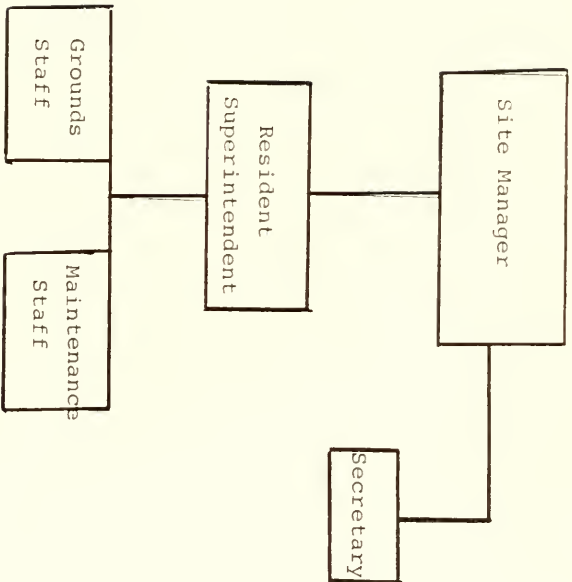 Site Manager
Secretary
Resident
Superintendent
Grounds
Staff
Maintenance
Staff